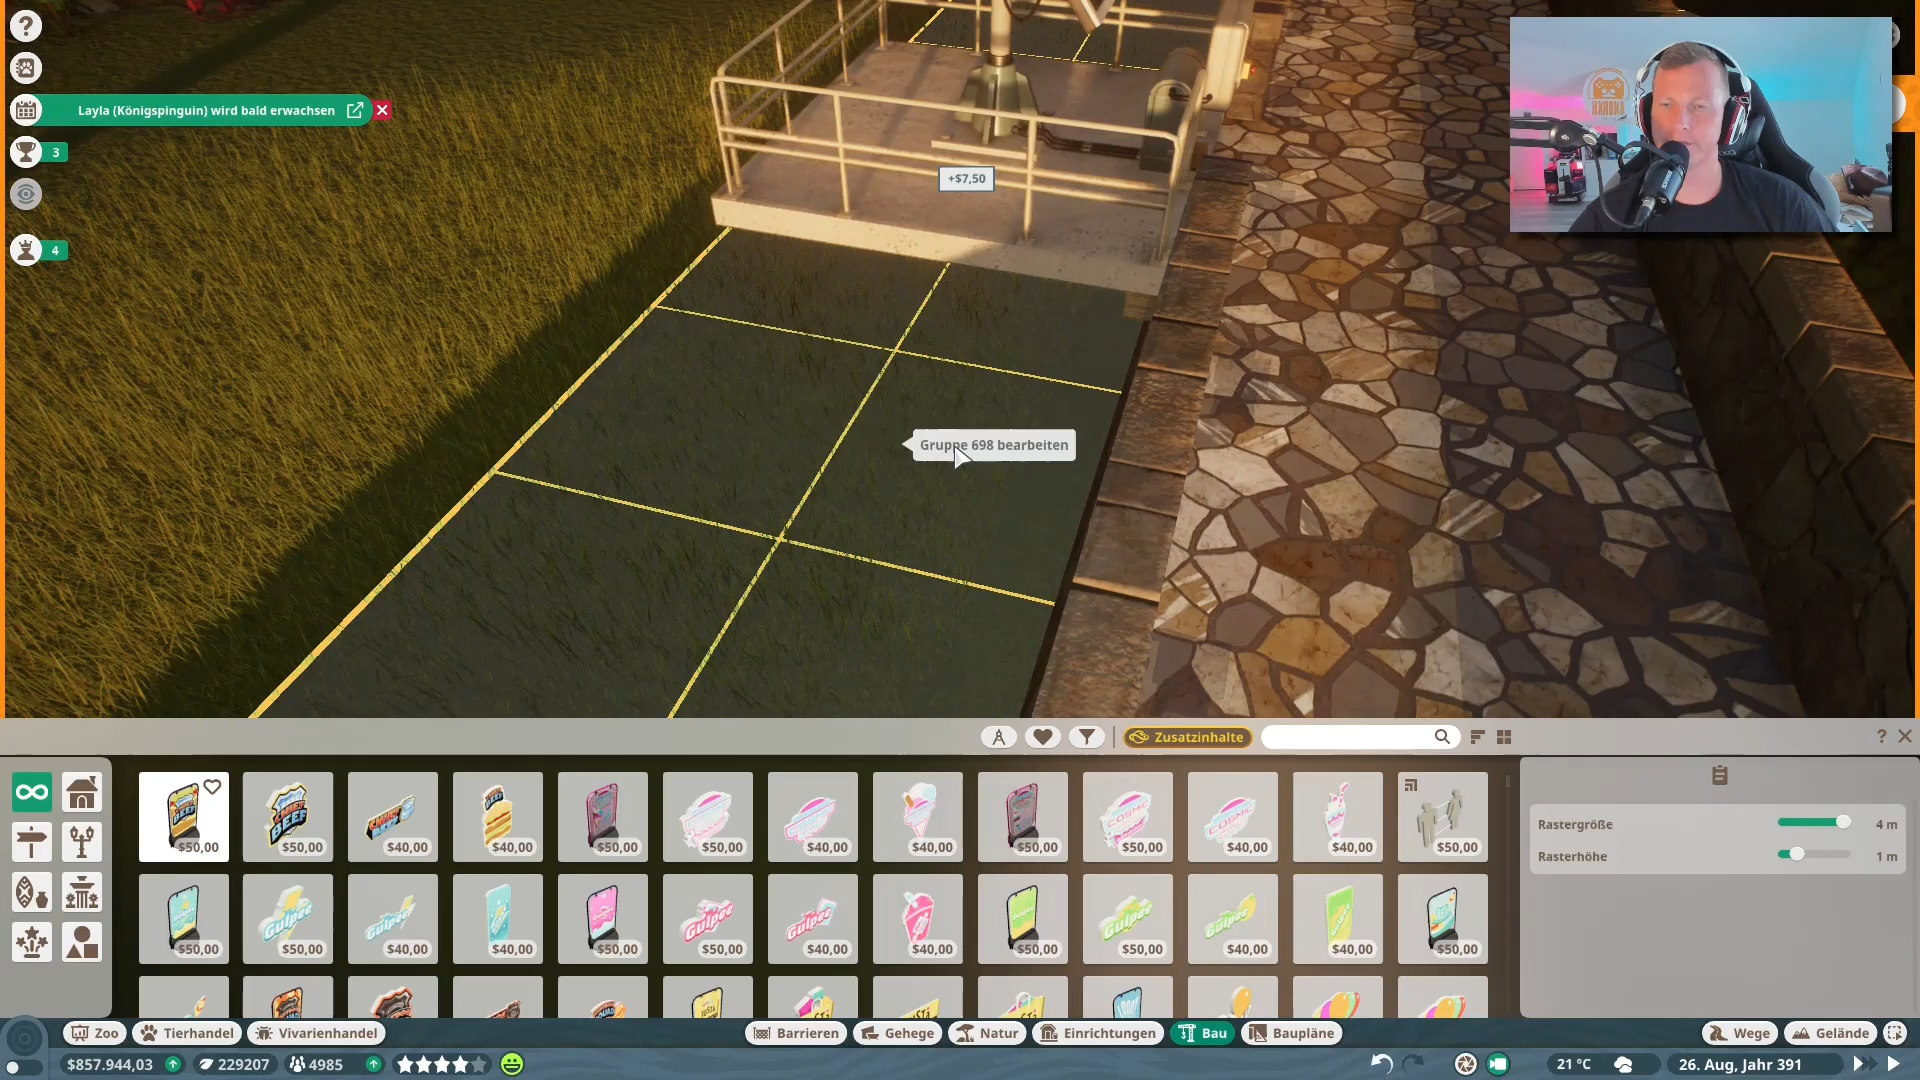 ?
Layla (Königspinguin) wird bald erwachsen
3
4
+$7,50
Gruppe 698 bearbeiten
Zusatzinhalte
?
Rastergröße 4 m
Rasterhöhe 1 m
$50,00 $50,00 $40,00 $40,00 $50,00 $50,00 $40,00 $40,00 $50,00 $50,00 $40,00 $40,00 $50,00
$50,00 $50,00 $40,00 $40,00 $50,00 $50,00 $40,00 $40,00 $50,00 $50,00 $40,00 $40,00 $50,00
Zoo Tierhandel Vivarienhandel Barrieren Gehege Natur Einrichtungen Bau Baupläne Wege Gelände
$857.944,03 229207 4985 21 °C 26. Aug, Jahr 391